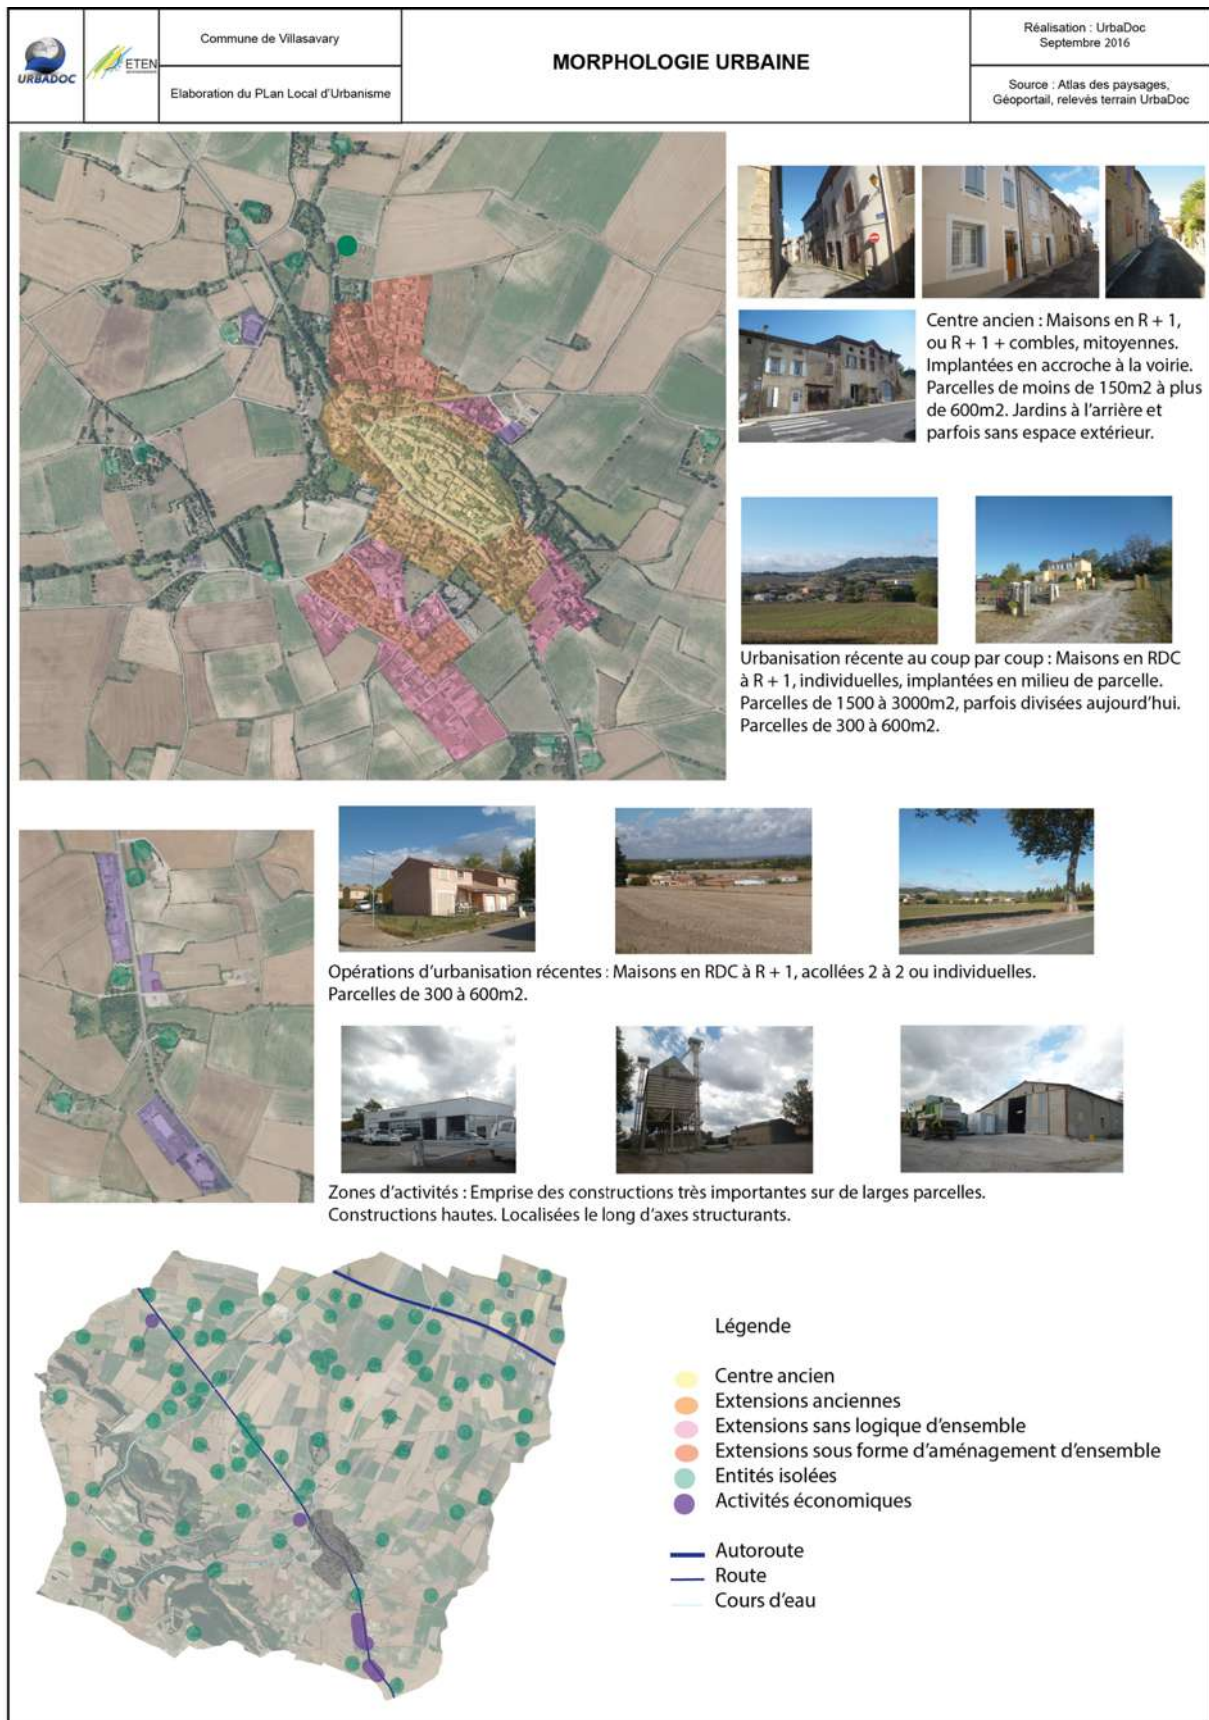 URBADOC
ETEN
Commune de Villasavary
Elaboration du PLan Local d'Urbanisme
MORPHOLOGIE URBAINE
Réalisation : UrbaDoc
Septembre 2016
Source : Atlas des paysages,
Géoportail, relevés terrain UrbaDoc
Centre ancien : Maisons en R + 1,
ou R + 1 + combles, mitoyennes.
Implantées en accroche à la voirie.
Parcelles de moins de 150m2 à plus
de 600m2. Jardins à l'arrière et
parfois sans espace extérieur.
Urbanisation récente au coup par coup : Maisons en RDC
à R + 1, individuelles, implantées en milieu de parcelle.
Parcelles de 1500 à 3000m2, parfois divisées aujourd'hui.
Parcelles de 300 à 600m2.
Opérations d'urbanisation récentes : Maisons en RDC à R + 1, acollées 2 à 2 ou individuelles.
Parcelles de 300 à 600m2.
Zones d'activités : Emprise des constructions très importantes sur de larges parcelles.
Constructions hautes. Localisées le long d'axes structurants.
Légende
Centre ancien
Extensions anciennes
Extensions sans logique d'ensemble
Extensions sous forme d'aménagement d'ensemble
Entités isolées
Activités économiques
Autoroute
Route
Cours d'eau